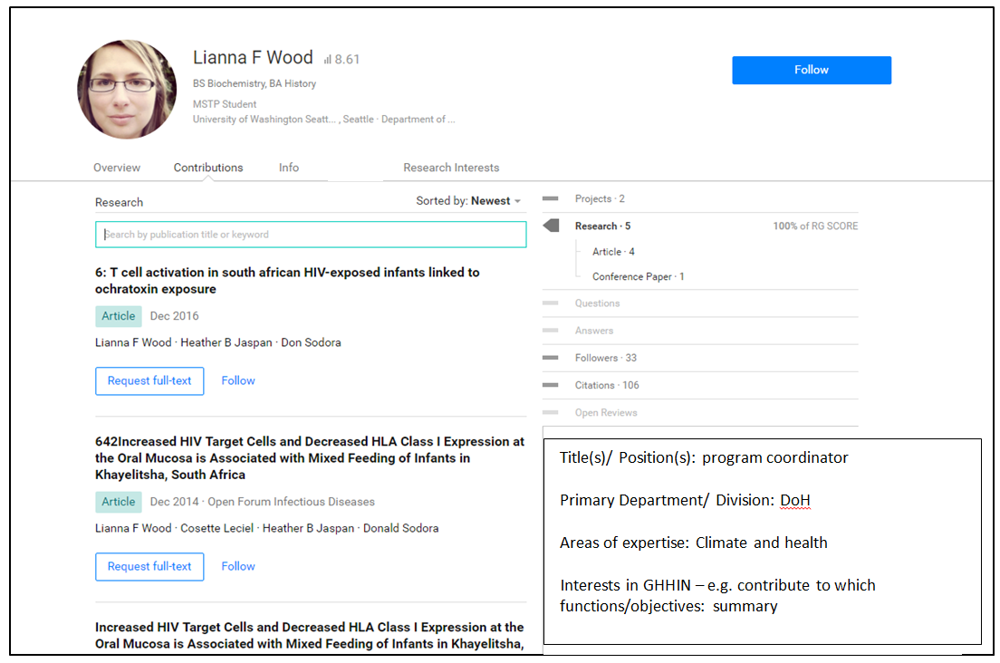 Lianna F Wood 8.61
BS Biochemistry, BA History
MSTP Student
University of Washington Seatt... , Seattle · Department of ...
Follow
Overview Contributions Info Research Interests
Research Sorted by: Newest
Search by publication title or keyword
6: T cell activation in south african HIV-exposed infants linked to
ochratoxin exposure
Article Dec 2016
Lianna F Wood · Heather B Jaspan · Don Sodora
Request full-text Follow
642Increased HIV Target Cells and Decreased HLA Class I Expression at
the Oral Mucosa is Associated with Mixed Feeding of Infants in
Khayelitsha, South Africa
Article Dec 2014 · Open Forum Infectious Diseases
Lianna F Wood · Cosette Leciel · Heather B Jaspan · Donald Sodora
Request full-text Follow
Increased HIV Target Cells and Decreased HLA Class I Expression at the
Oral Mucosa is Associated with Mixed Feeding of Infants in Khayelitsha,
Projects · 2
Research · 5 100% of RG SCORE
Article · 4
Conference Paper · 1
Questions
Answers
Followers · 33
Citations · 106
Open Reviews
Title(s)/ Position(s): program coordinator
Primary Department/ Division: DoH
Areas of expertise: Climate and health
Interests in GHHIN – e.g. contribute to which
functions/objectives: summary